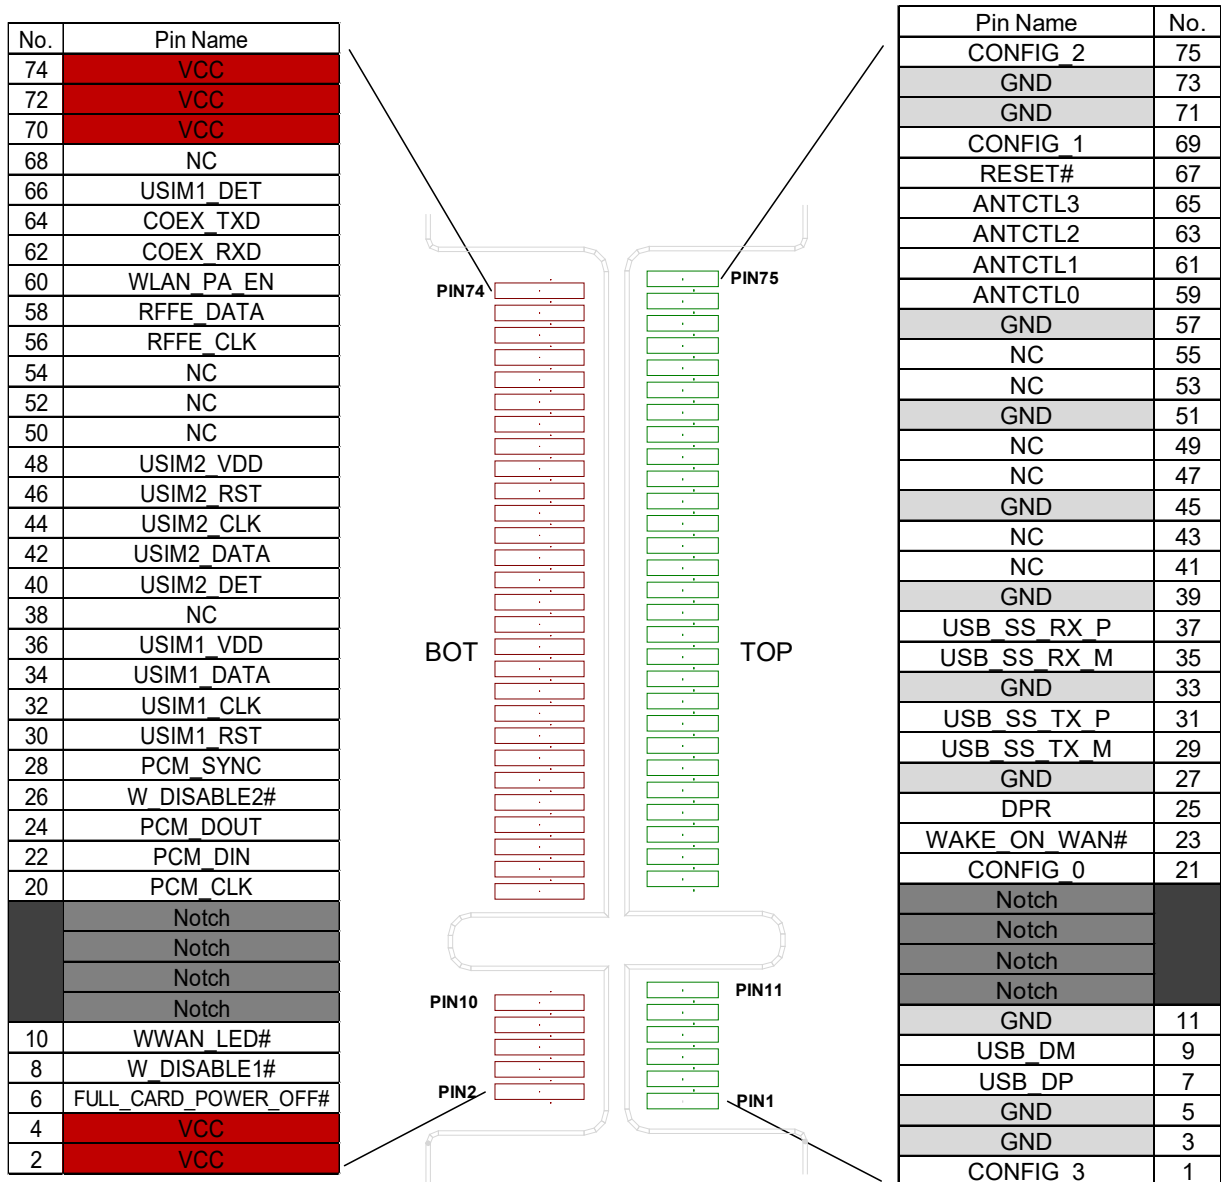 No. Pin Name
74 VCC
72 VCC
70 VCC
68 NC
66 USIM1_DET
64 COEX_TXD
62 COEX_RXD
60 WLAN_PA_EN
58 RFFE_DATA
56 RFFE_CLK
54 NC
52 NC
50 NC
48 USIM2_VDD
46 USIM2_RST
44 USIM2_CLK
42 USIM2_DATA
40 USIM2_DET
38 NC
36 USIM1_VDD
34 USIM1_DATA
32 USIM1_CLK
30 USIM1_RST
28 PCM_SYNC
26 W_DISABLE2#
24 PCM_DOUT
22 PCM_DIN
20 PCM_CLK
Notch
Notch
Notch
Notch
10 WWAN_LED#
8 W_DISABLE1#
6 FULL_CARD_POWER_OFF#
4 VCC
2 VCC
PIN74
BOT
PIN10
PIN2
PIN75
TOP
PIN11
PIN1
Pin Name No.
CONFIG_2 75
GND 73
GND 71
CONFIG_1 69
RESET# 67
ANTCTL3 65
ANTCTL2 63
ANTCTL1 61
ANTCTL0 59
GND 57
NC 55
NC 53
GND 51
NC 49
NC 47
GND 45
NC 43
NC 41
GND 39
USB_SS_RX_P 37
USB_SS_RX_M 35
GND 33
USB_SS_TX_P 31
USB_SS_TX_M 29
GND 27
DPR 25
WAKE_ON_WAN# 23
CONFIG_0 21
Notch
Notch
Notch
Notch
GND 11
USB_DM 9
USB_DP 7
GND 5
GND 3
CONFIG_3 1